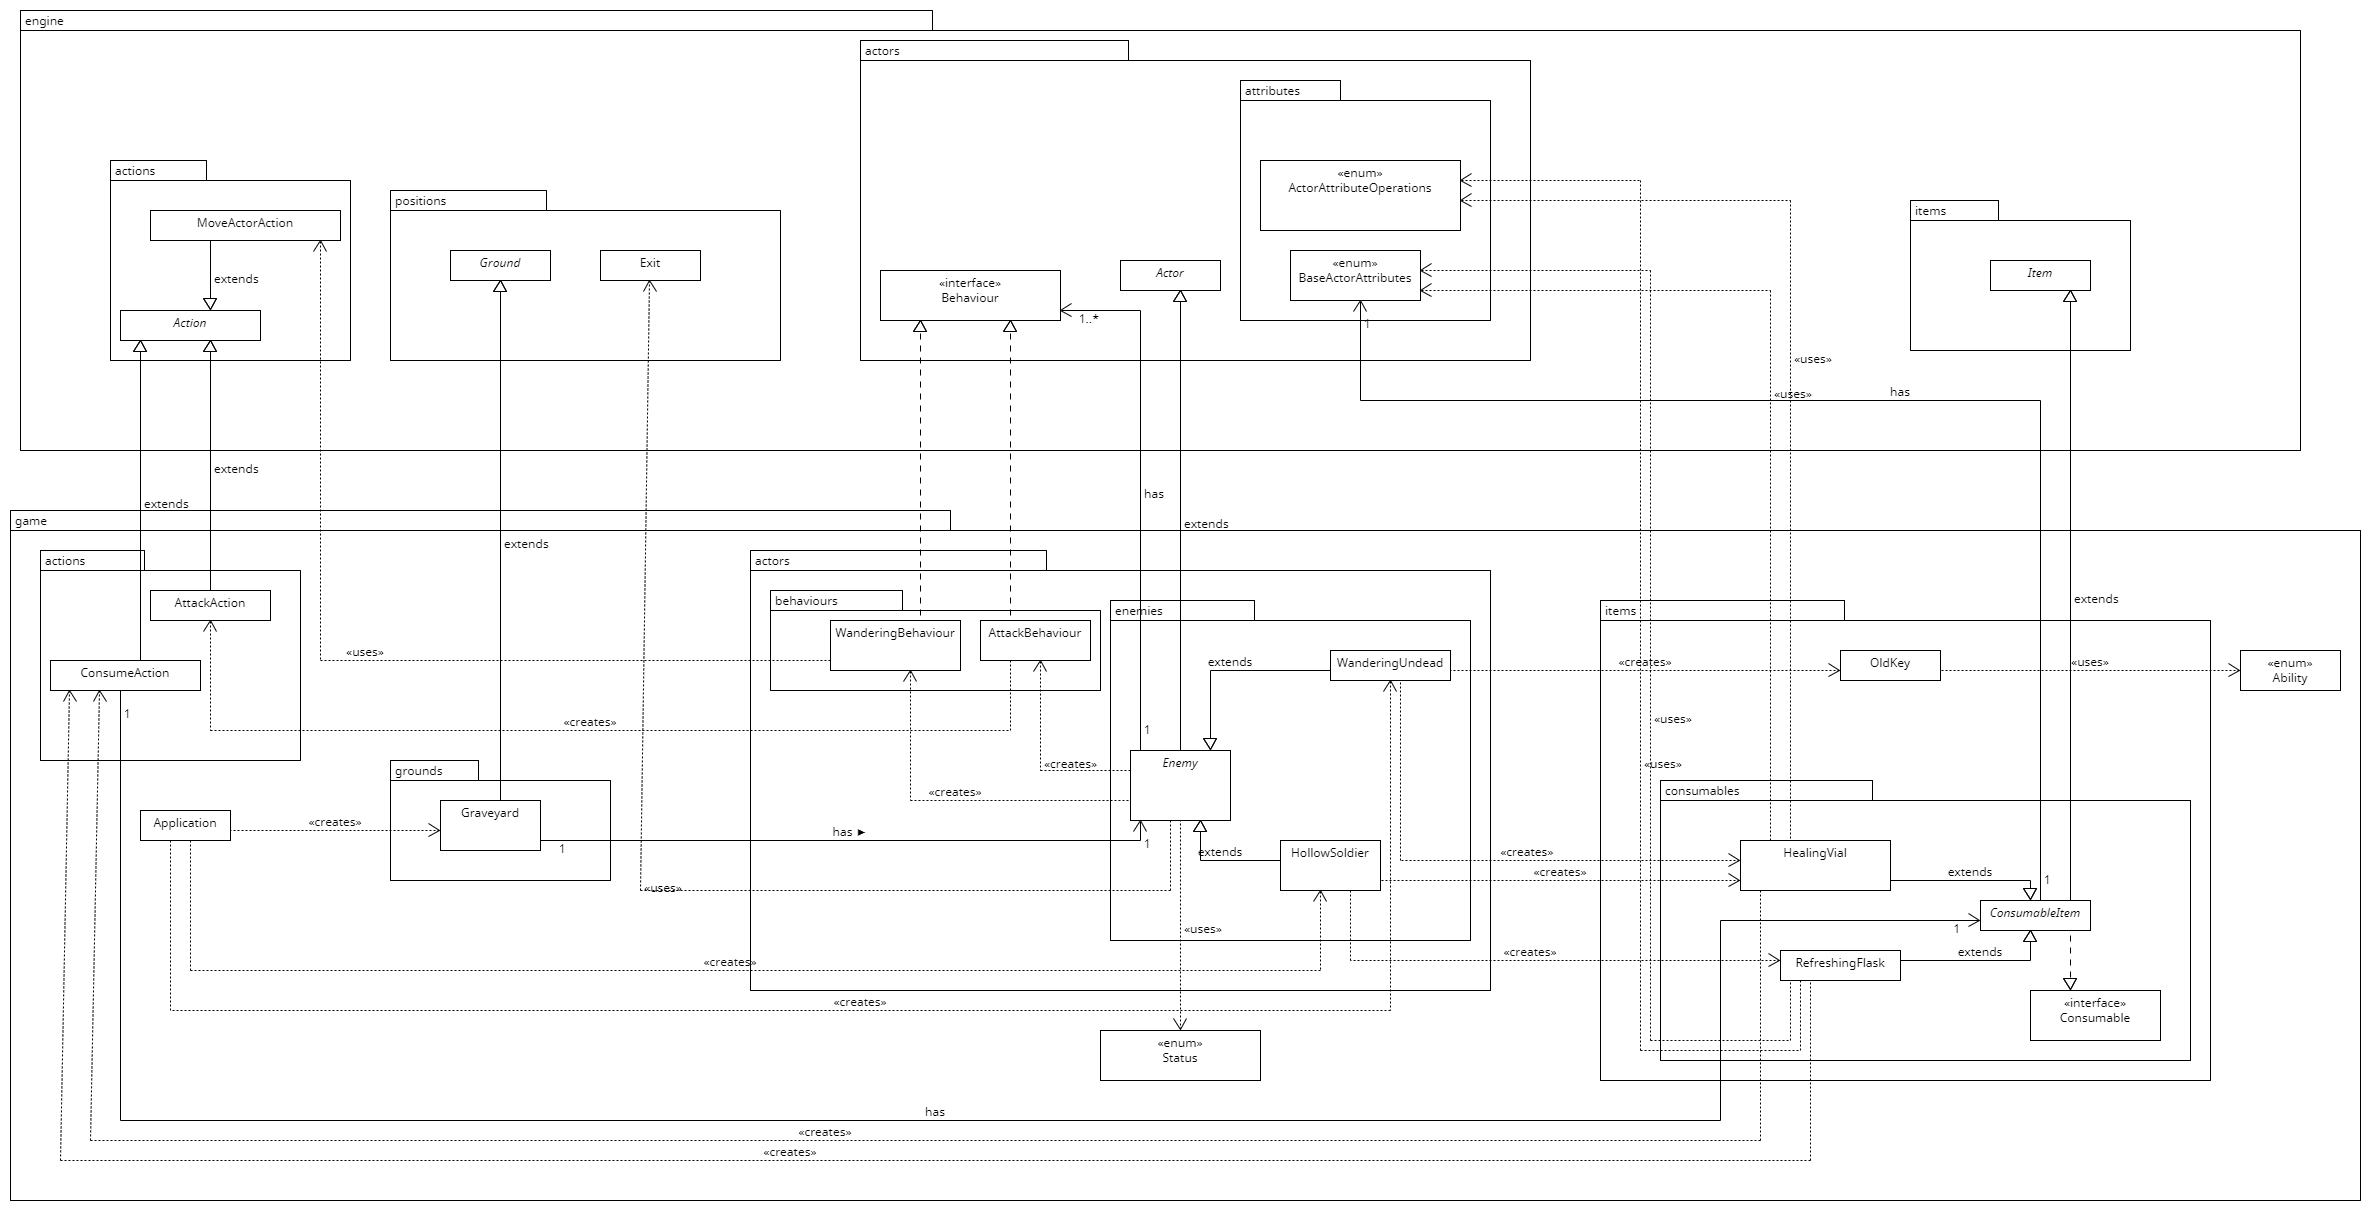 engine
actors
attributes
actions
«enum»
ActorAttributeOperations
positions
items
MoveActorAction
Ground
Exit
«enum»
BaseActorAttributes
Actor
Item
extends
«interface»
Behaviour
1..*
Action
1
«uses»
«uses»
has
extends
has
extends
game
extends
extends
actions
actors
behaviours
enemies
items
extends
AttackAction
WanderingBehaviour
AttackBehaviour
«uses»
extends
WanderingUndead
«creates»
OldKey
«uses»
«enum»
Ability
ConsumeAction
1
«creates»
1
«uses»
grounds
«creates»
Enemy
«uses»
«creates»
consumables
Application
«creates»
Graveyard
has ►
1
1
extends
HollowSoldier
«creates»
HealingVial
«creates»
extends
1
«uses»
ConsumableItem
«uses»
1
«creates»
«creates»
extends
RefreshingFlask
«creates»
«interface»
Consumable
«enum»
Status
has
«creates»
«creates»